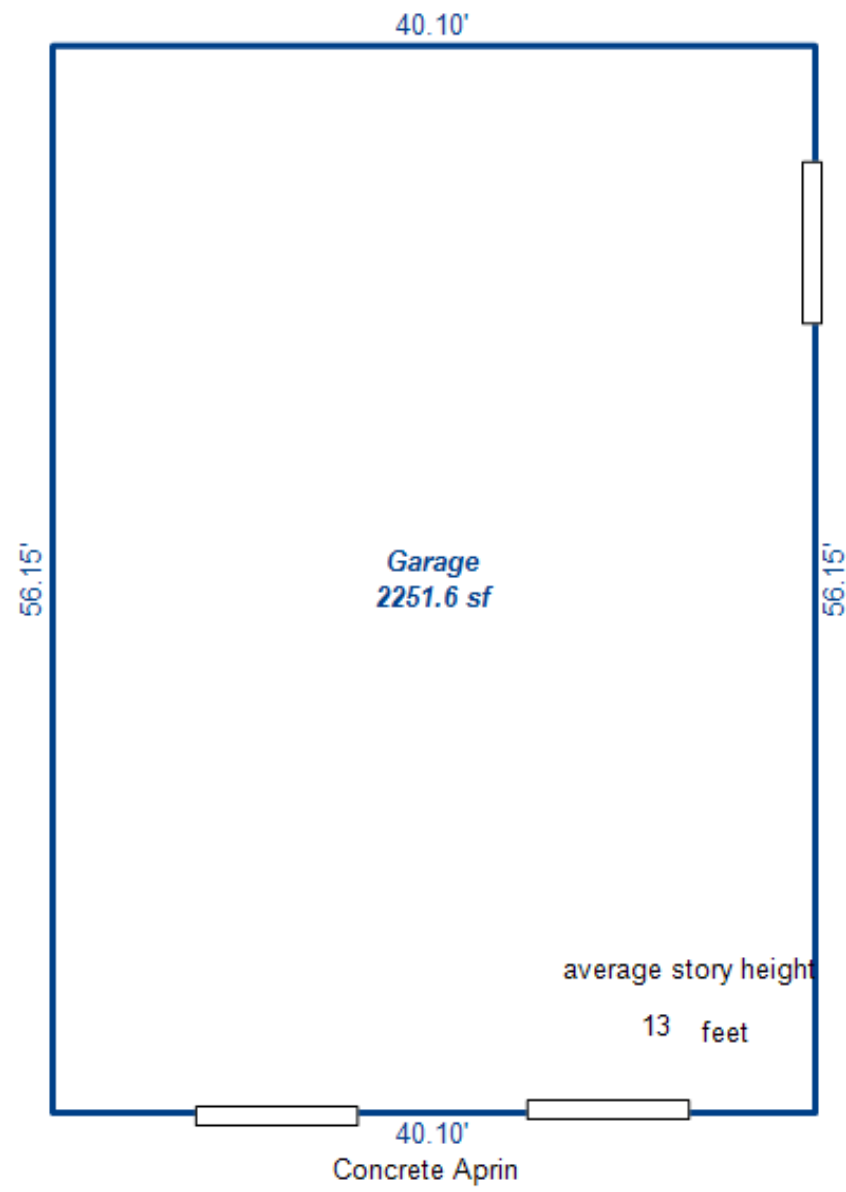 40.10'
56.15'
Garage
2251.6 sf
56.15'
average story height
13 feet
40.10'
Concrete Aprin